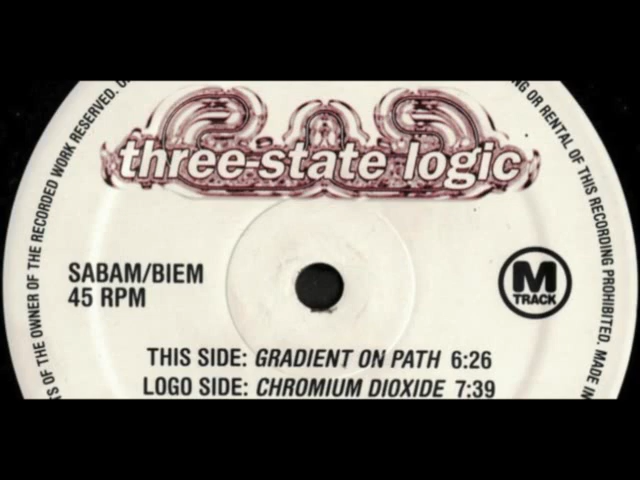 S OF THE OWNER OF THE RECORDED WORK RESERVED.
NG OR RENTAL OF THIS RECORDING PROHIBITED. MADE IN
three-state logic
SABAM/BIEM
45 RPM
M
TRACK
THIS SIDE: GRADIENT ON PATH 6:26
LOGO SIDE: CHROMIUM DIOXIDE 7:39